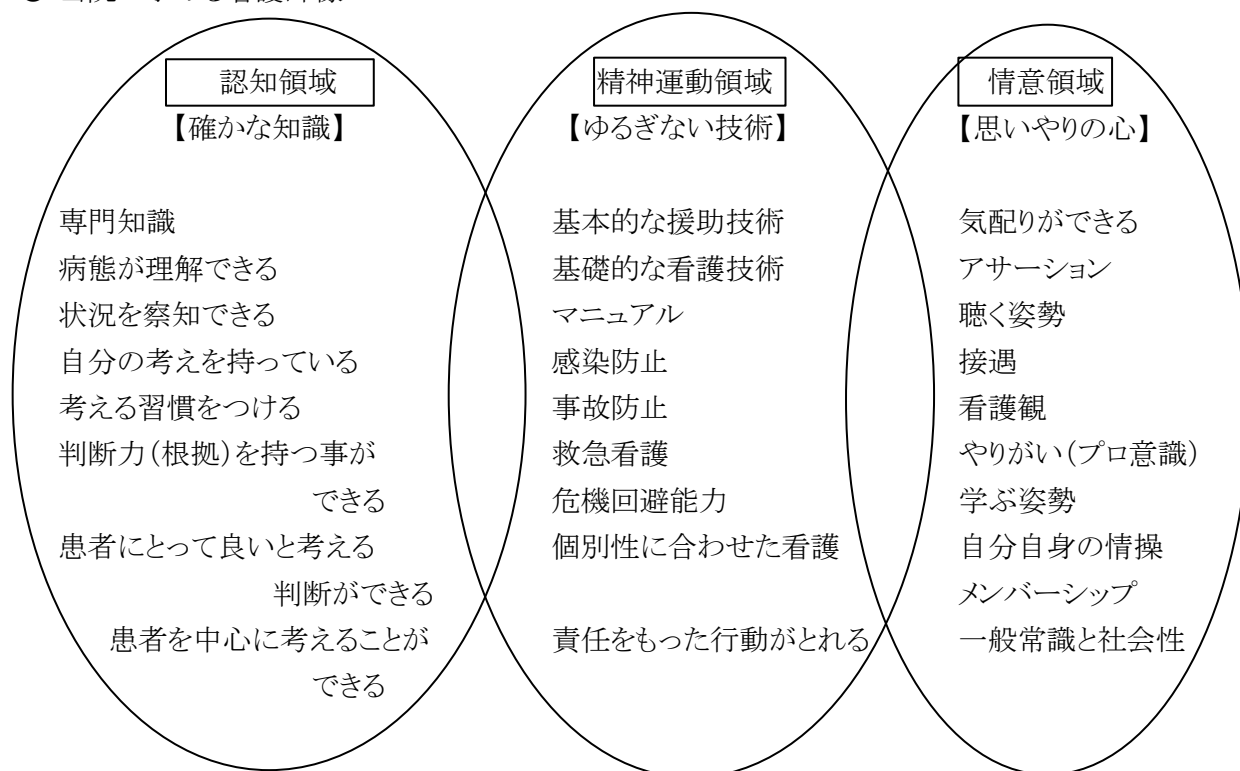 認知領域
【確かな知識】
専門知識
病態が理解できる
状況を察知できる
自分の考えを持っている
考える習慣をつける
判断力(根拠)を持つ事が
できる
患者にとって良いと考える
判断ができる
患者を中心に考えることが
できる
精神運動領域
【ゆるぎない技術】
基本的な援助技術
基礎的な看護技術
マニュアル
感染防止
事故防止
救急看護
危機回避能力
個別性に合わせた看護
責任をもった行動がとれる
情意領域
【思いやりの心】
気配りができる
アサーション
聴く姿勢
接遇
看護観
やりがい(プロ意識)
学ぶ姿勢
自分自身の情操
メンバーシップ
一般常識と社会性